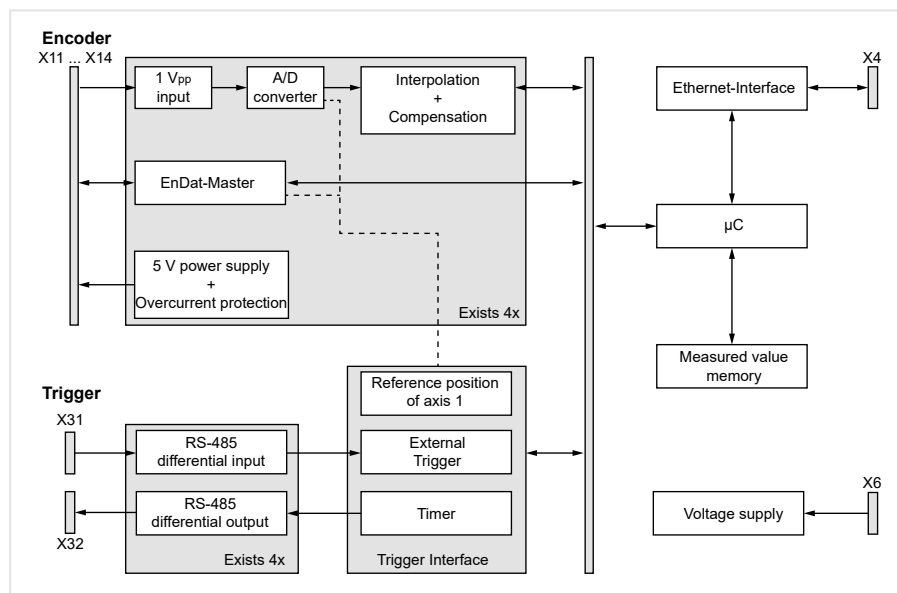 Encoder
X11 ... X14
1 Vpp
input
A/D
converter
Interpolation
+
Compensation
EnDat-Master
5 V power supply
+
Overcurrent protection
Exists 4x
Ethernet-Interface
X4
µC
Measured value
memory
Trigger
X31
RS-485
differential input
RS-485
differential output
X32
Exists 4x
Reference position
of axis 1
External
Trigger
Timer
Trigger Interface
Voltage supply
X6